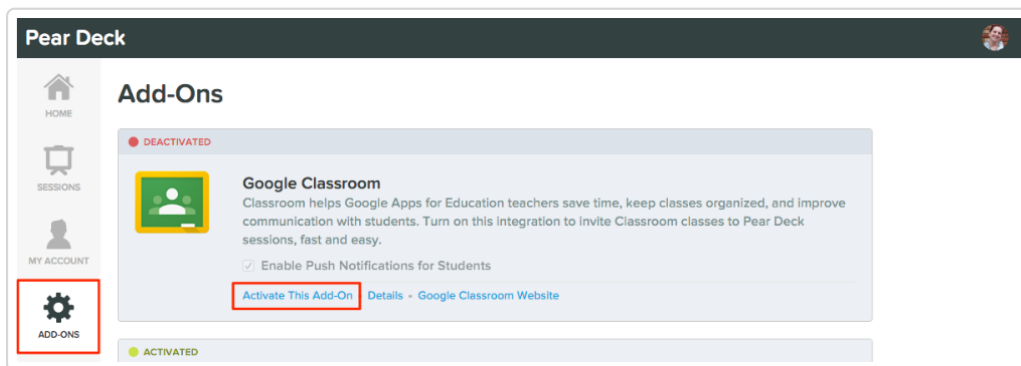 Pear Deck
HOME
SESSIONS
MY ACCOUNT
ADD-ONS
Add-Ons
DEACTIVATED
Google Classroom
Classroom helps Google Apps for Education teachers save time, keep classes organized, and improve
communication with students. Turn on this integration to invite Classroom classes to Pear Deck
sessions, fast and easy.
Enable Push Notifications for Students
Activate This Add-On - Details - Google Classroom Website
ACTIVATED